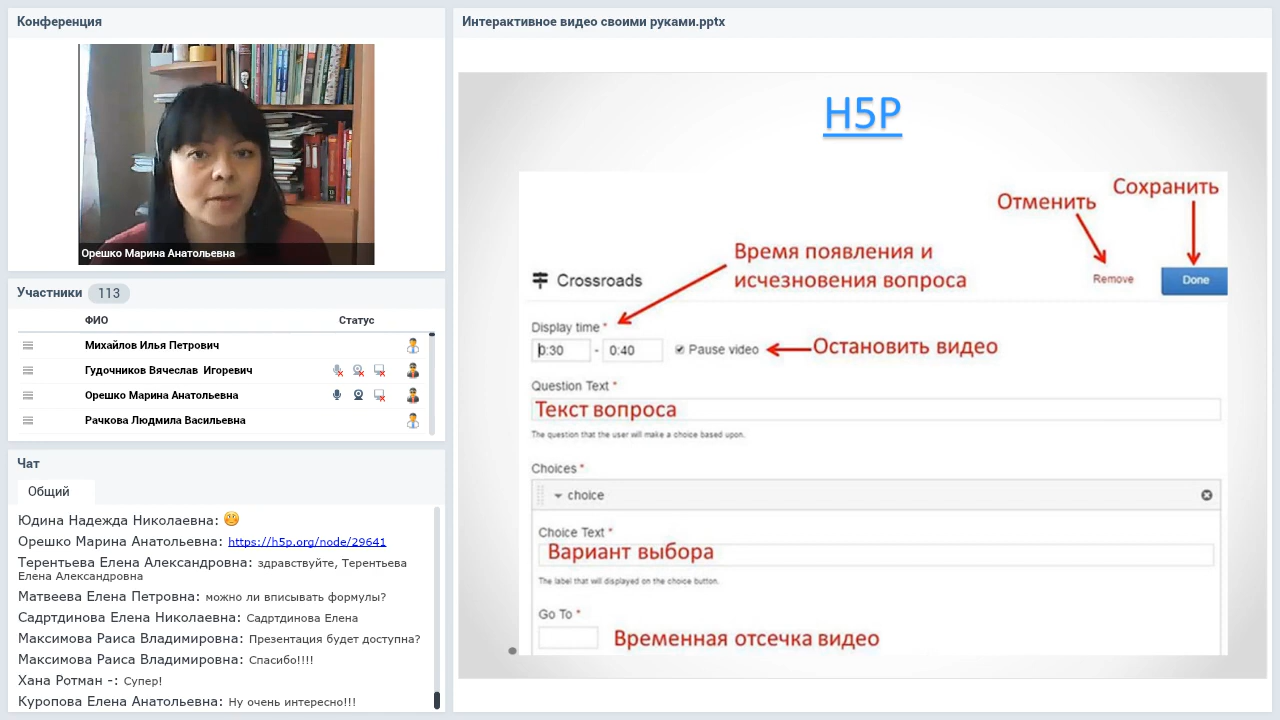 Конференция
Орешко Марина Анатольевна
Участники 113
ФИО Статус
Михайлов Илья Петрович
Гудочников Вячеслав Игоревич
Орешко Марина Анатольевна
Рачкова Людмила Васильевна
Чат
Общий
Юдина Надежда Николаевна:
Орешко Марина Анатольевна: https://h5p.org/node/29641
Терентьева Елена Александровна: здравствуйте, Терентьева
Елена Александровна
Матвеева Елена Петровна: можно ли вписывать формулы?
Садртдинова Елена Николаевна: Садртдинова Елена
Максимова Раиса Владимировна: Презентация будет доступна?
Максимова Раиса Владимировна: Спасибо!!!!
Хана Ротман -: Супер!
Куропова Елена Анатольевна: Ну очень интересно!!!
Интерактивное видео своими руками.pptx
H5P
Сохранить
Отменить
Время появления и
исчезновения вопроса
Crossroads
Remove
Done
Display time *
0:30 - 0:40
Pause video
Остановить видео
Question Text *
Текст вопроса
The question that the user will make a choice based upon.
Choices *
choice
Choice Text *
Вариант выбора
The label that will displayed on the choice button.
Go To *
Временная отсечка видео